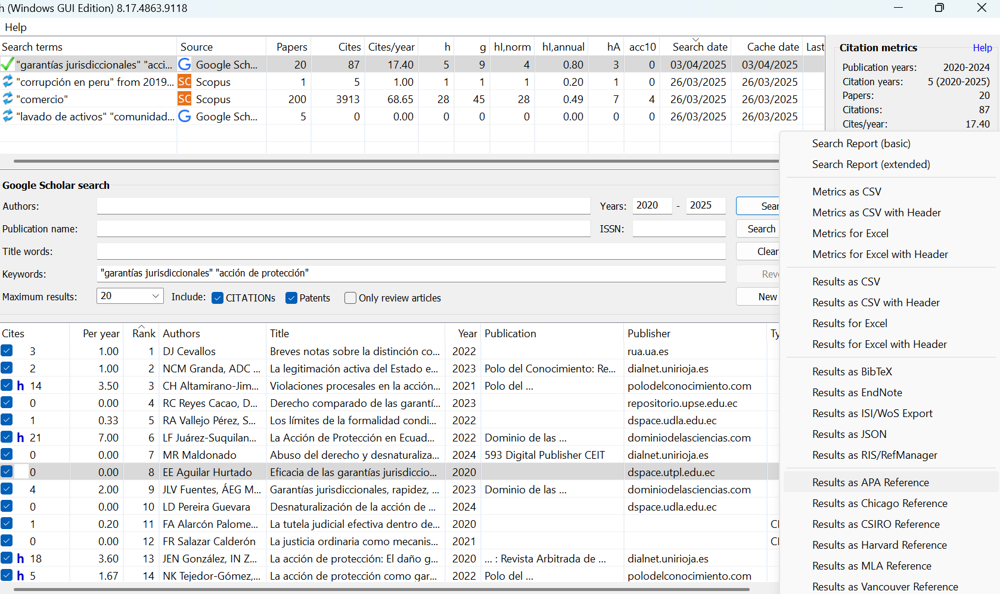 h (Windows GUI Edition) 8.17.4863.9118
Help
Search terms Source Papers Cites Cites/year h g hI,norm hI,annual hA acc10 Search date Cache date Last
"garantías jurisdiccionales" "acci... Google Sch... 20 87 17.40 5 9 4 0.80 3 0 03/04/2025 03/04/2025
"corrupción en peru" from 2019... SC Scopus 1 5 1.00 1 1 1 0.20 1 0 26/03/2025 26/03/2025
"comercio" SC Scopus 200 3913 68.65 28 45 28 0.49 7 4 26/03/2025 26/03/2025
"lavado de activos" "comunidad... Google Sch... 5 0 0.00 0 0 0 0.00 0 0 26/03/2025 26/03/2025
Citation metrics Help
Publication years: 2020-2024
Citation years: 5 (2020-2025)
Papers: 20
Citations: 87
Cites/year: 17.40
Google Scholar search
Authors: Years: 2020 - 2025 Sear
Publication name: ISSN: Search
Title words: Clear
Keywords: "garantías jurisdiccionales" "acción de protección" Reve
Maximum results: 20 Include: CITATIONs Patents Only review articles New
Cites Per year Rank Authors Title Year Publication Publisher Ty
3 1.00 1 DJ Cevallos Breves notas sobre la distinción co... 2022 rua.ua.es
2 1.00 2 NCM Granda, ADC ... La legitimación activa del Estado e... 2023 Polo del Conocimiento: Re... dialnet.unirioja.es
h 14 3.50 3 CH Altamirano-Jim... Violaciones procesales en la acción... 2021 Polo del ... polodelconocimiento.com
0 0.00 4 RC Reyes Cacao, D... Derecho comparado de las garantí... 2023 repositorio.upse.edu.ec
1 0.33 5 RA Vallejo Pérez, S... Los límites de la formalidad condi... 2022 dspace.udla.edu.ec
h 21 7.00 6 LF Juárez-Suquilan... La Acción de Protección en Ecuad... 2022 Dominio de las ... dominiodelasciencias.com
0 0.00 7 MR Maldonado Abuso del derecho y desnaturaliza... 2024 593 Digital Publisher CEIT dialnet.unirioja.es
0 0.00 8 EE Aguilar Hurtado Eficacia de las garantías jurisdiccio... 2020 dspace.utpl.edu.ec
4 2.00 9 JLV Fuentes, ÁEG M... Garantías jurisdiccionales, rapidez, ... 2023 Dominio de las ... dominiodelasciencias.com
0 0.00 10 LD Pereira Guevara Desnaturalización de la acción de ... 2024 dspace.udla.edu.ec
1 0.20 11 FA Alarcón Palome... La tutela judicial efectiva dentro de... 2020 CI
0 0.00 12 FR Salazar Calderón La justicia ordinaria como mecanis... 2021 CI
h 18 3.60 13 JEN González, IN Z... La acción de protección: El daño g... 2020 ... : Revista Arbitrada de ... dialnet.unirioja.es
h 5 1.67 14 NK Tejedor-Gómez,... La acción de protección como gar... 2022 Polo del ... polodelconocimiento.com
Search Report (basic)
Search Report (extended)
Metrics as CSV
Metrics as CSV with Header
Metrics for Excel
Metrics for Excel with Header
Results as CSV
Results as CSV with Header
Results for Excel
Results for Excel with Header
Results as BibTeX
Results as EndNote
Results as ISI/WoS Export
Results as JSON
Results as RIS/RefManager
Results as APA Reference
Results as Chicago Reference
Results as CSIRO Reference
Results as Harvard Reference
Results as MLA Reference
Results as Vancouver Reference